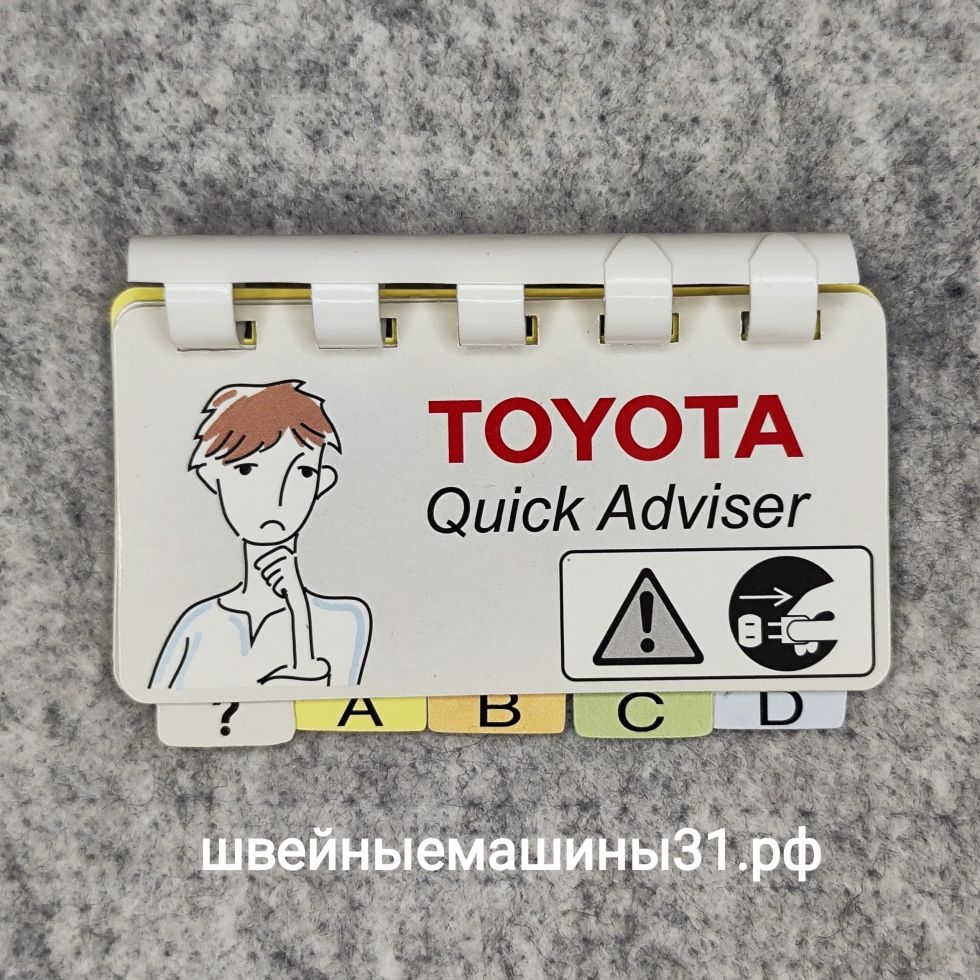 TOYOTA
Quick Adviser
? A B C D
швейныемашины31.рф